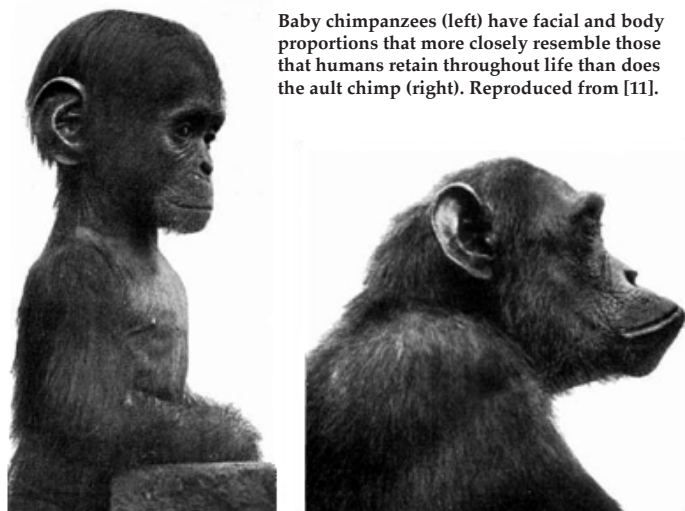 Baby chimpanzees (left) have facial and body
proportions that more closely resemble those
that humans retain throughout life than does
the ault chimp (right). Reproduced from [11].